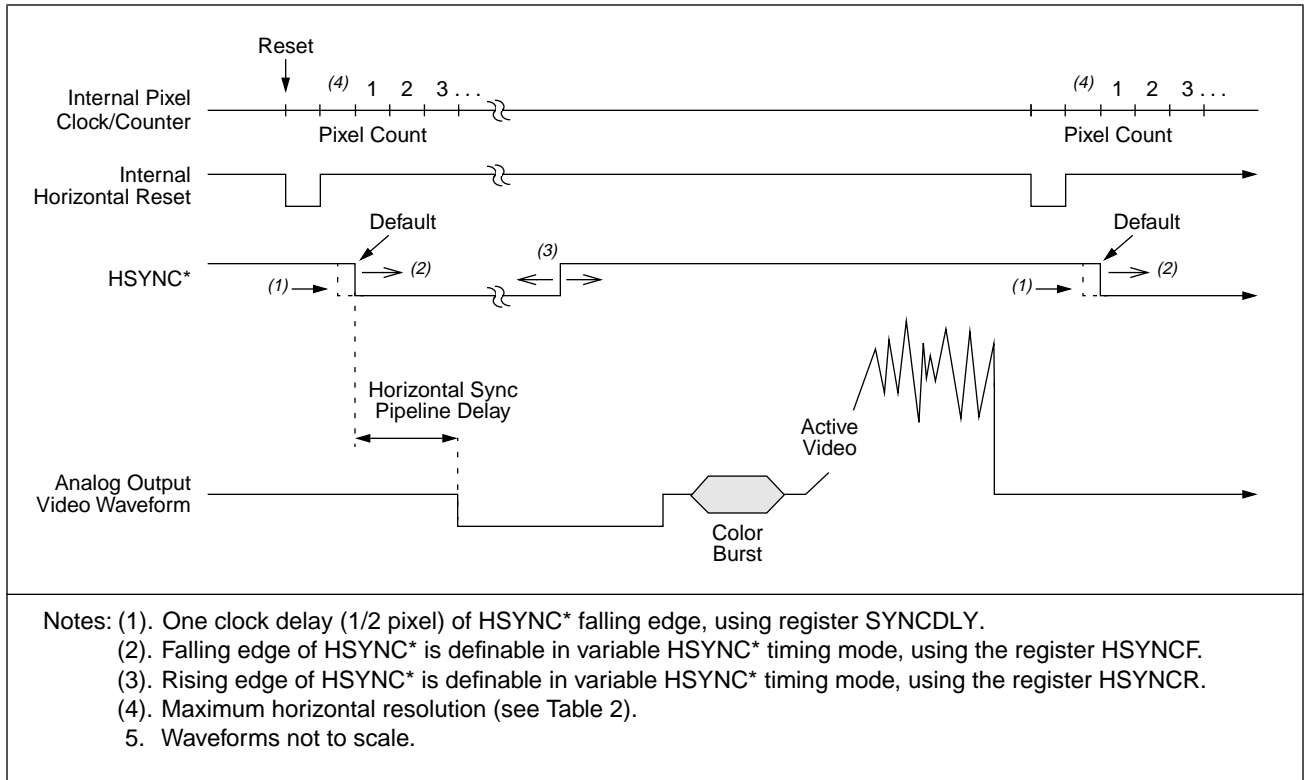 Reset
Internal Pixel
Clock/Counter
(4) 1 2 3 . . .
Pixel Count
(4) 1 2 3 . . .
Pixel Count
Internal
Horizontal Reset
Default
Default
HSYNC*
(1)
(2)
(3)
(1)
(2)
Horizontal Sync
Pipeline Delay
Active
Video
Analog Output
Video Waveform
Color
Burst
Notes: (1). One clock delay (1/2 pixel) of HSYNC* falling edge, using register SYNCDLY.
(2). Falling edge of HSYNC* is definable in variable HSYNC* timing mode, using the register HSYNCF.
(3). Rising edge of HSYNC* is definable in variable HSYNC* timing mode, using the register HSYNCR.
(4). Maximum horizontal resolution (see Table 2).
5. Waveforms not to scale.